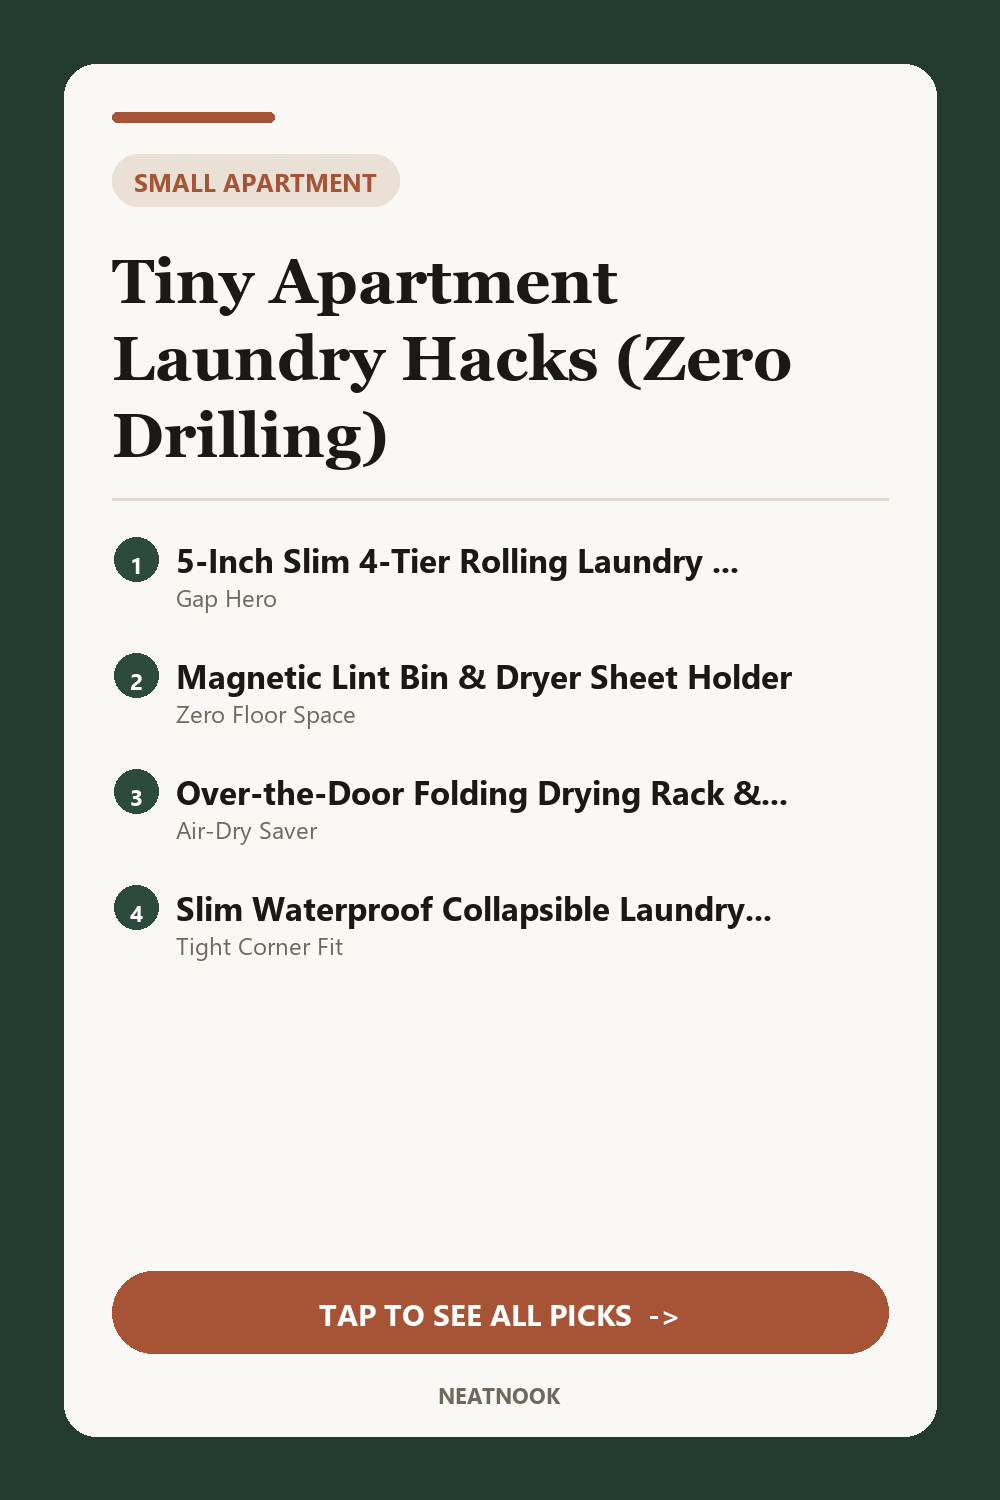 SMALL APARTMENT
Tiny Apartment
Laundry Hacks (Zero
Drilling)
1 5-Inch Slim 4-Tier Rolling Laundry ...
Gap Hero
2 Magnetic Lint Bin & Dryer Sheet Holder
Zero Floor Space
3 Over-the-Door Folding Drying Rack &...
Air-Dry Saver
4 Slim Waterproof Collapsible Laundry...
Tight Corner Fit
TAP TO SEE ALL PICKS ->
NEATNOOK